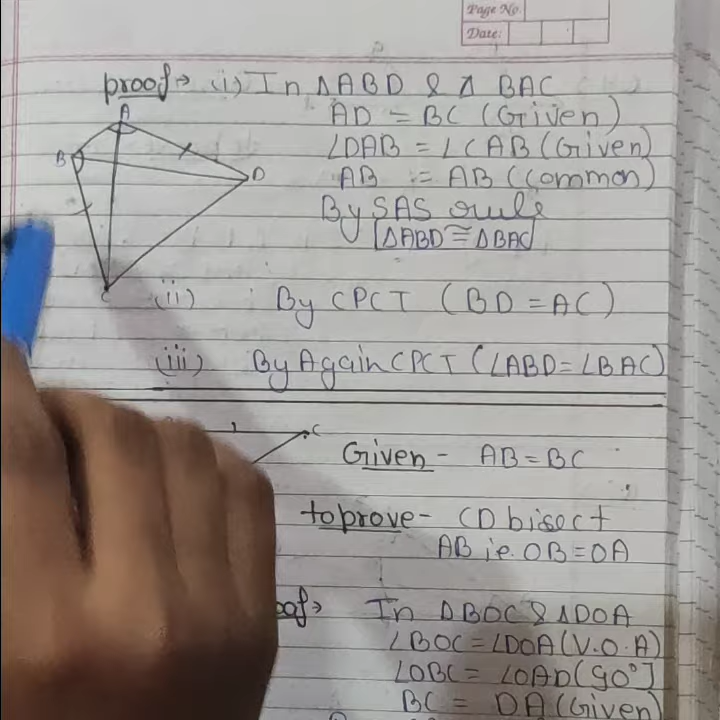 Page No.
Date:
proof → (i) In ΔABD & Δ BAC
AD = BC (Given)
∠DAB = ∠CAB (Given)
AB = AB (Common)
By SAS rule
ΔABD ≅ ΔBAC
A
B
D
C
(ii) By CPCT (BD = AC)
(iii) By Again CPCT (∠ABD = ∠BAC)
C
Given - AB = BC
to prove - CD bisect
AB i.e. OB = OA
In ΔBOC & ΔDOA
∠BOC = ∠DOA (V.O.A)
∠OBC = ∠OAD [90°]
BC = DA (Given)